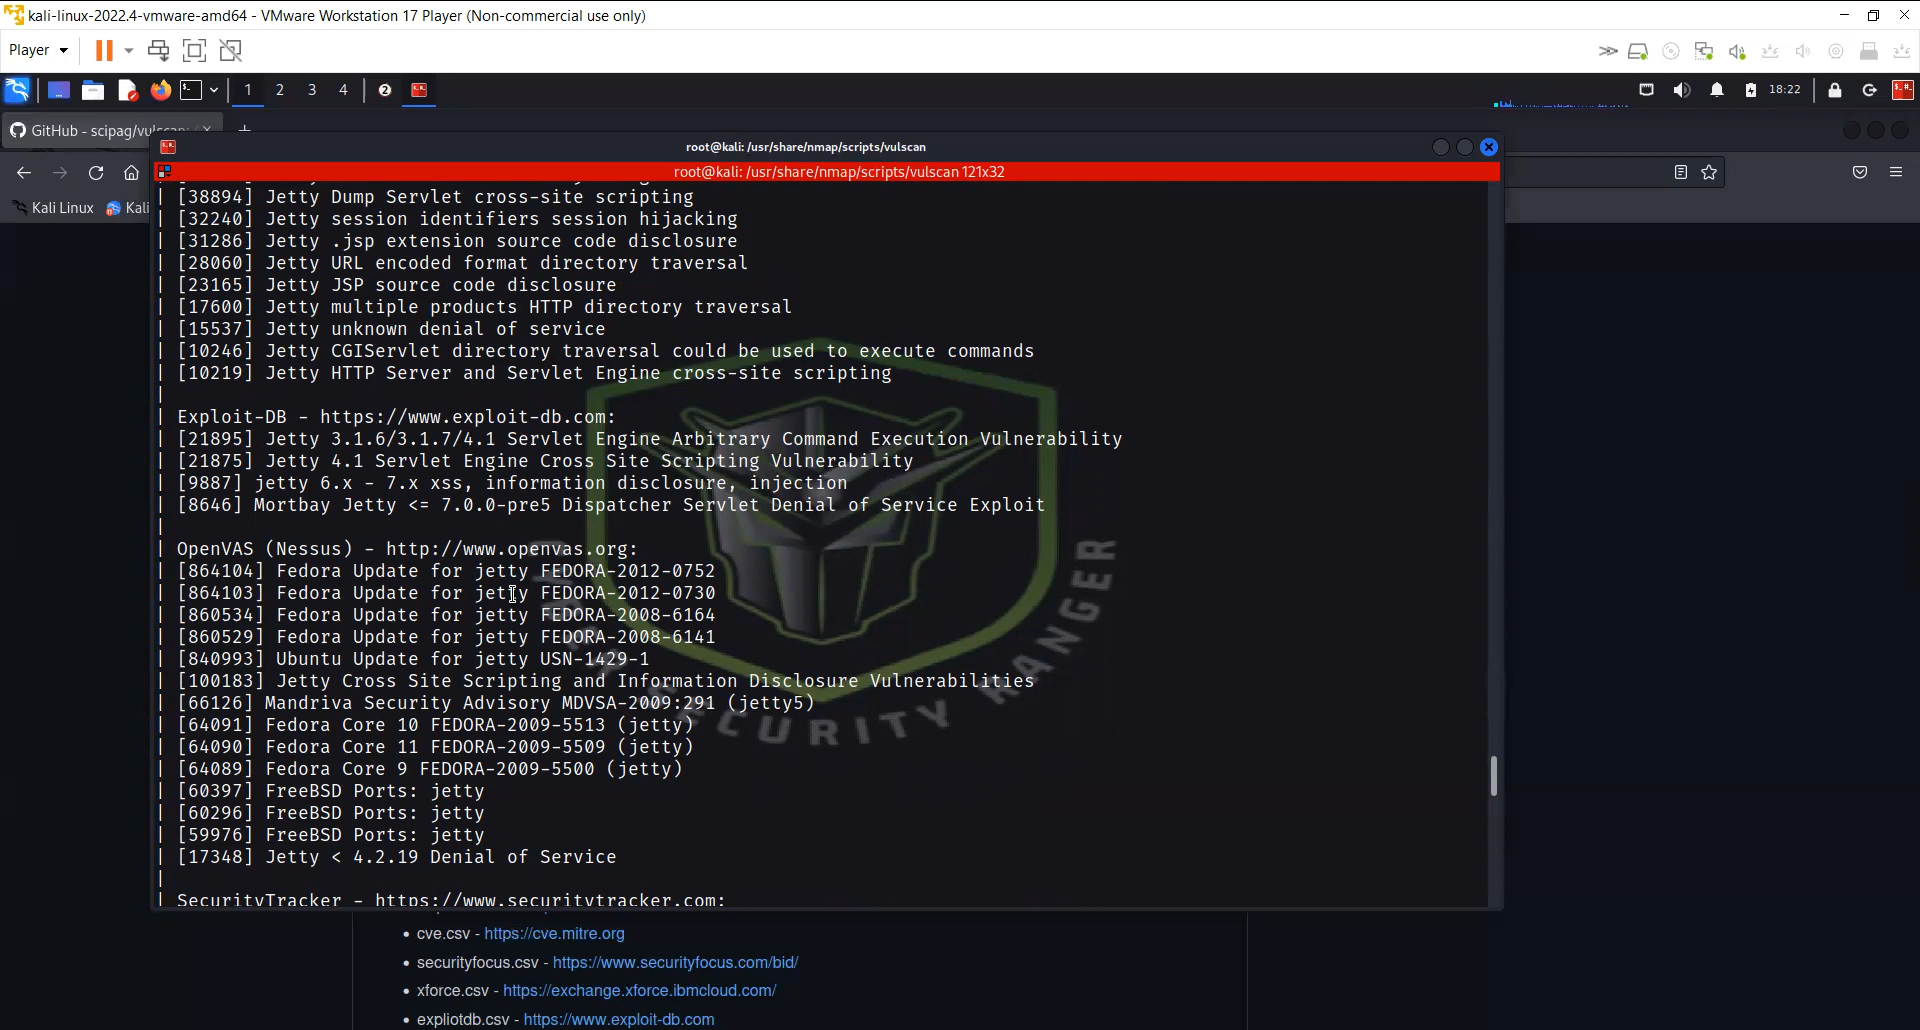 kali-linux-2022.4-vmware-amd64 - VMware Workstation 17 Player (Non-commercial use only)
Player
1 2 3 4
18:22
GitHub - scipag/vulscan:
root@kali: /usr/share/nmap/scripts/vulscan
root@kali: /usr/share/nmap/scripts/vulscan 121x32
Kali Linux Kali
| [38894] Jetty Dump Servlet cross-site scripting
| [32240] Jetty session identifiers session hijacking
| [31286] Jetty .jsp extension source code disclosure
| [28060] Jetty URL encoded format directory traversal
| [23165] Jetty JSP source code disclosure
| [17600] Jetty multiple products HTTP directory traversal
| [15537] Jetty unknown denial of service
| [10246] Jetty CGIServlet directory traversal could be used to execute commands
| [10219] Jetty HTTP Server and Servlet Engine cross-site scripting
|
| Exploit-DB - https://www.exploit-db.com:
| [21895] Jetty 3.1.6/3.1.7/4.1 Servlet Engine Arbitrary Command Execution Vulnerability
| [21875] Jetty 4.1 Servlet Engine Cross Site Scripting Vulnerability
| [9887] jetty 6.x - 7.x xss, information disclosure, injection
| [8646] Mortbay Jetty <= 7.0.0-pre5 Dispatcher Servlet Denial of Service Exploit
|
| OpenVAS (Nessus) - http://www.openvas.org:
| [864104] Fedora Update for jetty FEDORA-2012-0752
| [864103] Fedora Update for jetty FEDORA-2012-0730
| [860534] Fedora Update for jetty FEDORA-2008-6164
| [860529] Fedora Update for jetty FEDORA-2008-6141
| [840993] Ubuntu Update for jetty USN-1429-1
| [100183] Jetty Cross Site Scripting and Information Disclosure Vulnerabilities
| [66126] Mandriva Security Advisory MDVSA-2009:291 (jetty5)
| [64091] Fedora Core 10 FEDORA-2009-5513 (jetty)
| [64090] Fedora Core 11 FEDORA-2009-5509 (jetty)
| [64089] Fedora Core 9 FEDORA-2009-5500 (jetty)
| [60397] FreeBSD Ports: jetty
| [60296] FreeBSD Ports: jetty
| [59976] FreeBSD Ports: jetty
| [17348] Jetty < 4.2.19 Denial of Service
|
| SecurityTracker - https://www.securitytracker.com:
SECURITY RANGER
• cve.csv - https://cve.mitre.org
• securityfocus.csv - https://www.securityfocus.com/bid/
• xforce.csv - https://exchange.xforce.ibmcloud.com/
• expliotdb.csv - https://www.exploit-db.com